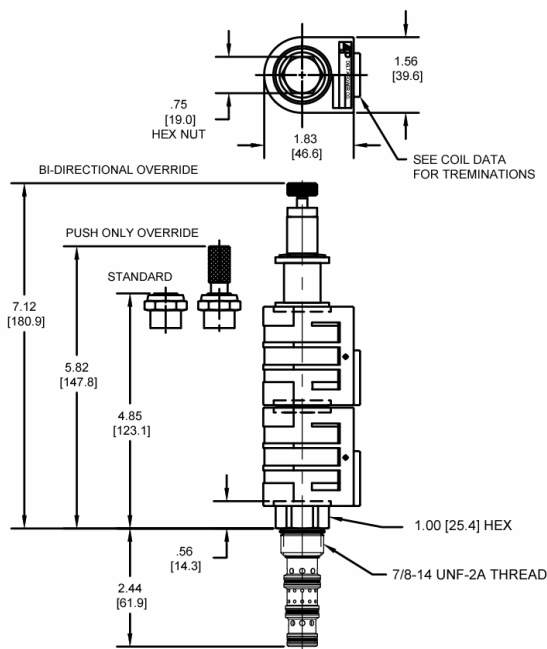 1.56
[39.6]
.75
[19.0]
HEX NUT
1.83
[46.6]
SEE COIL DATA
FOR TREMINATIONS
BI-DIRECTIONAL OVERRIDE
PUSH ONLY OVERRIDE
STANDARD
7.12
[180.9]
5.82
[147.8]
4.85
[123.1]
.56
[14.3]
1.00 [25.4] HEX
7/8-14 UNF-2A THREAD
2.44
[61.9]